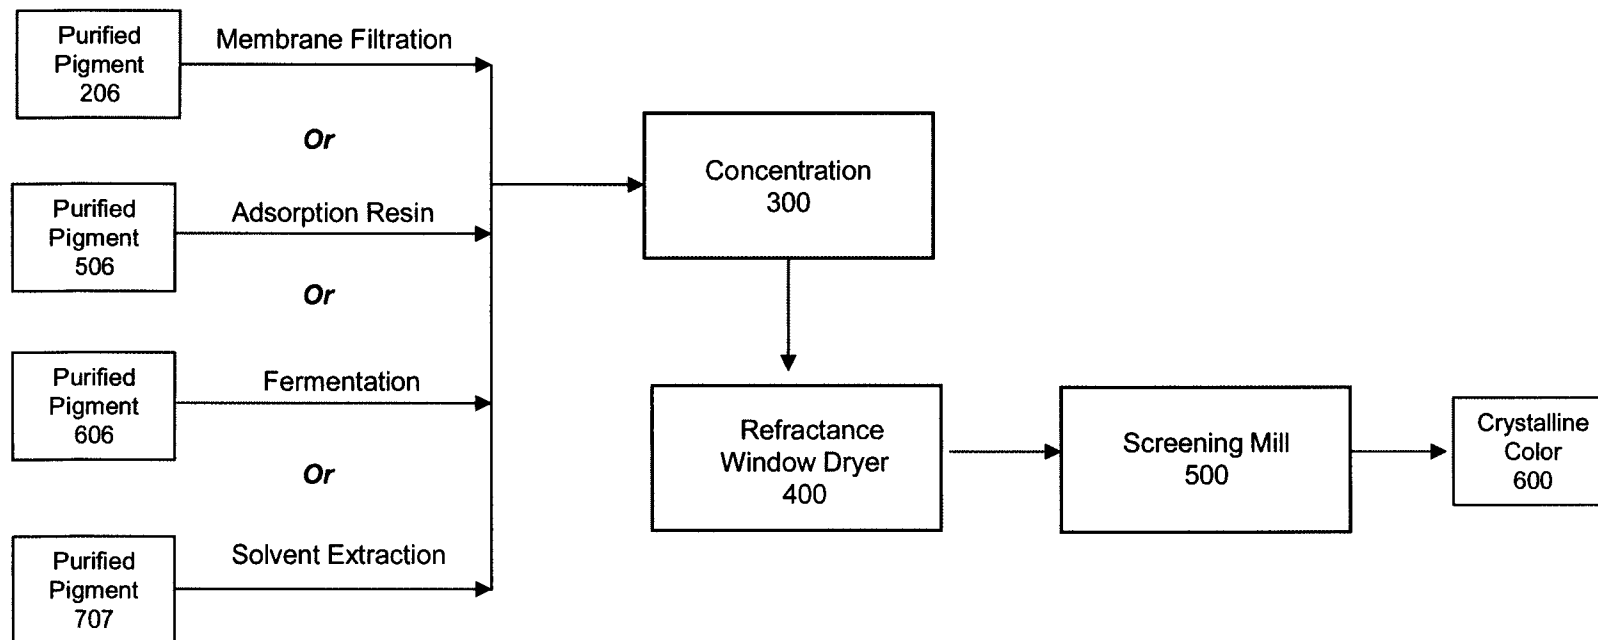 Purified
Pigment
206
Membrane Filtration
Or
Purified
Pigment
506
Adsorption Resin
Or
Purified
Pigment
606
Fermentation
Or
Purified
Pigment
707
Solvent Extraction
Concentration
300
Refractance
Window Dryer
400
Screening Mill
500
Crystalline
Color
600